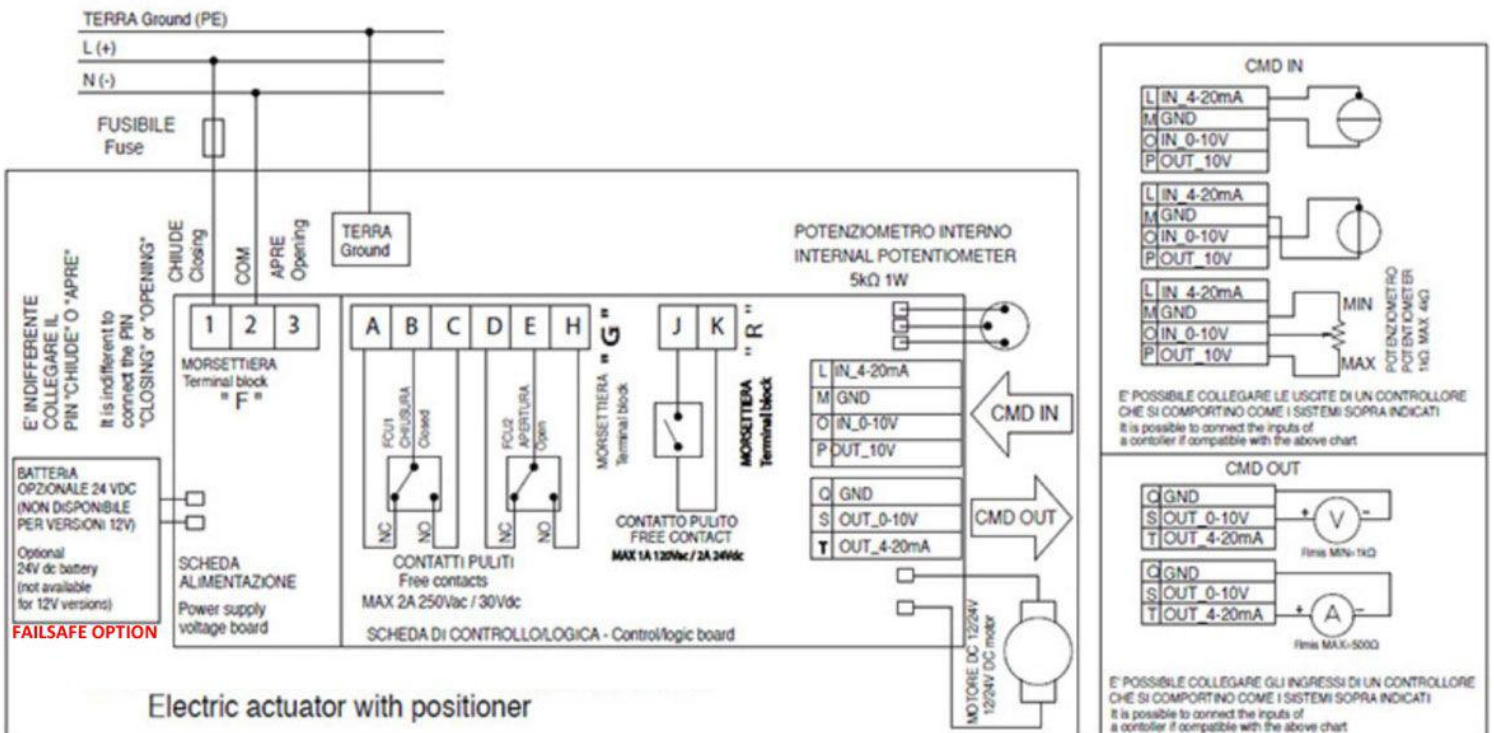 TERRA Ground (PE)
L (+)
N (-)
FUSIBILE
Fuse
E' INDIFFERENTE
COLLEGARE IL
PIN "CHIUDE" O "APRE"
It is indifferent to
connect the PIN
"CLOSING" or "OPENING"
CHIUDE
Closing
COM
APRE
Opening
TERRA
Ground
1 2 3
MORSETTIERA
Terminal block
" F "
A B C D E H
MORSETTIERA " G "
Terminal block
FCU1
CHIUSURA
Closed
FCU2
APERTURA
Open
NC
NO
NC
NO
CONTATTI PULITI
Free contacts
MAX 2A 250Vac / 30Vdc
J K
MORSETTIERA " R "
Terminal block
CONTATTO PULITO
FREE CONTACT
MAX 1A 120Vac / 2A 24Vdc
POTENZIOMETRO INTERNO
INTERNAL POTENTIOMETER
5kΩ 1W
L IN_4-20mA
M GND
O IN_0-10V
P OUT_10V
CMD IN
Q GND
S OUT_0-10V
T OUT_4-20mA
CMD OUT
MOTORE DC 12/24V
12/24V DC motor
BATTERIA
OPZIONALE 24 VDC
(NON DISPONIBILE
PER VERSIONI 12V)
Optional
24V dc battery
(not available
for 12V versions)
FAILSAFE OPTION
SCHEDA
ALIMENTAZIONE
Power supply
voltage board
SCHEDA DI CONTROLLO/LOGICA - Control/logic board
Electric actuator with positioner
CMD IN
L IN_4-20mA
M GND
O IN_0-10V
P OUT_10V
L IN_4-20mA
M GND
O IN_0-10V
P OUT_10V
L IN_4-20mA
M GND
O IN_0-10V
P OUT_10V
MIN
MAX
POTENZIOMETRO
POTENTIOMETER
1kΩ MAX 4kΩ
E' POSSIBILE COLLEGARE LE USCITE DI UN CONTROLLORE
CHE SI COMPORTINO COME I SISTEMI SOPRA INDICATI
It is possible to connect the inputs of
a contoller if compatible with the above chart
CMD OUT
Q GND
S OUT_0-10V
T OUT_4-20mA
+ V -
Rmis MIN=1kΩ
Q GND
S OUT_0-10V
T OUT_4-20mA
+ A -
Rmis MAX=500Ω
E' POSSIBILE COLLEGARE GLI INGRESSI DI UN CONTROLLORE
CHE SI COMPORTINO COME I SISTEMI SOPRA INDICATI
It is possible to connect the inputs of
a contoller if compatible with the above chart